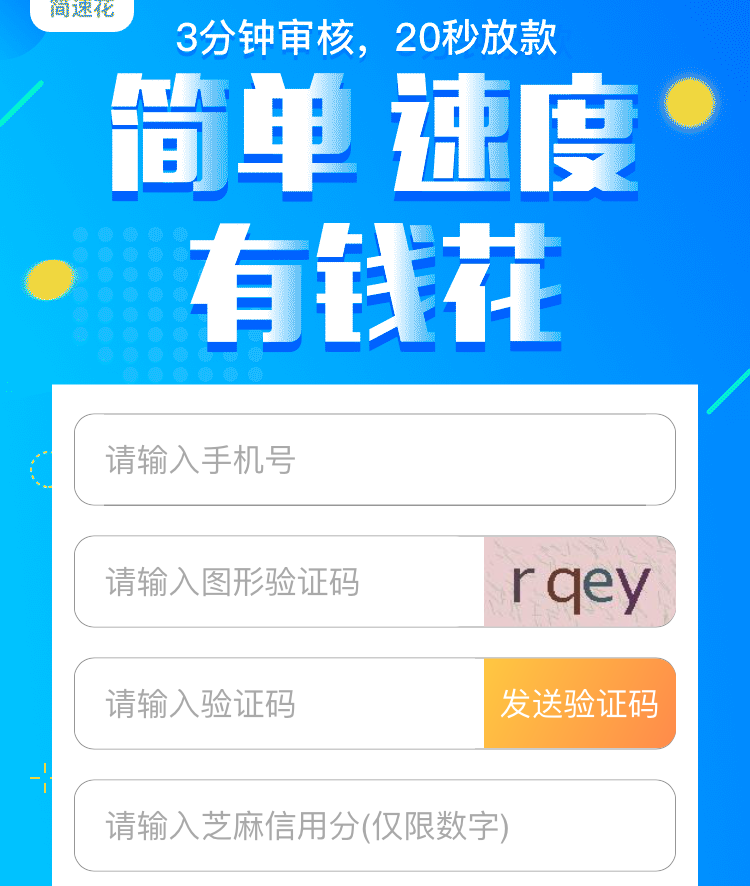 简速花
3分钟审核，20秒放款
简单 速度
有钱花
请输入手机号
请输入图形验证码
rqey
请输入验证码
发送验证码
请输入芝麻信用分(仅限数字)